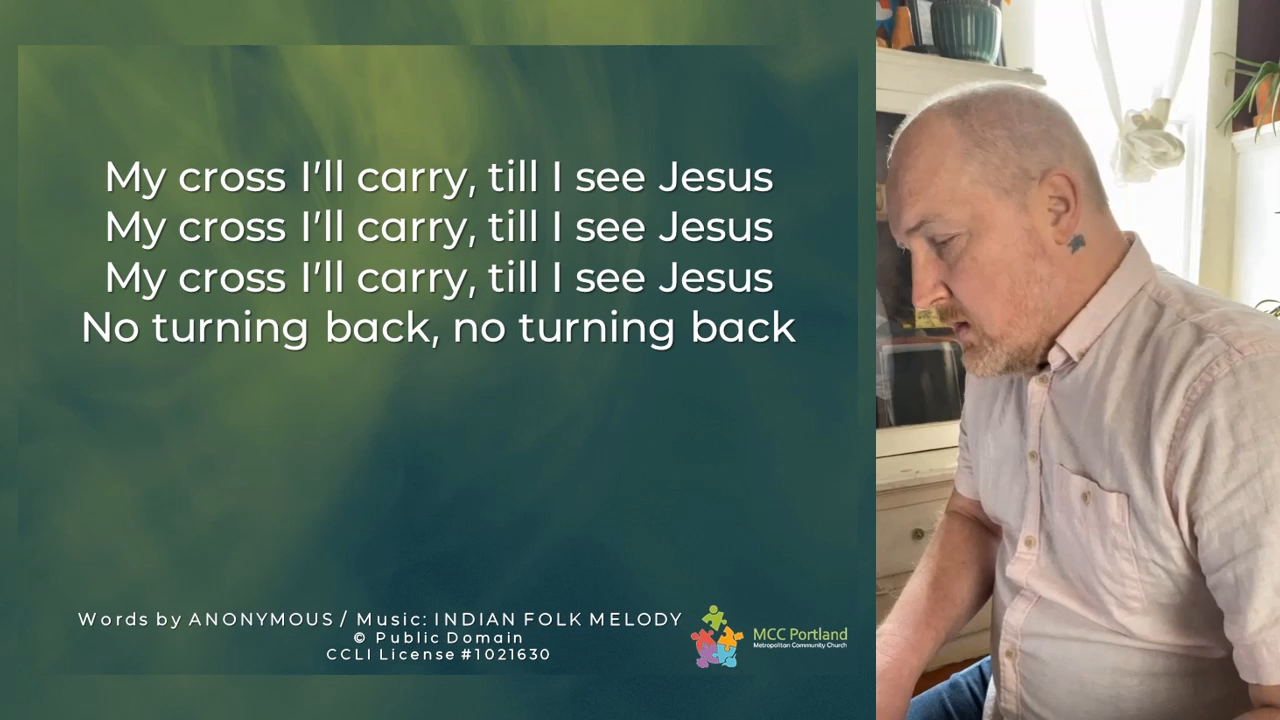 My cross I’ll carry, till I see Jesus
My cross I’ll carry, till I see Jesus
My cross I’ll carry, till I see Jesus
No turning back, no turning back
Words by ANONYMOUS / Music: INDIAN FOLK MELODY
© Public Domain
CCLI License #1021630
MCC Portland
Metropolitan Community Church